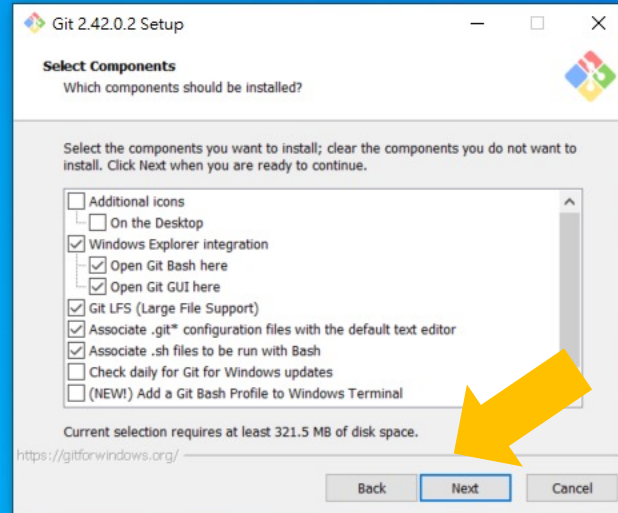 Git 2.42.0.2 Setup
Select Components
Which components should be installed?
Select the components you want to install; clear the components you do not want to
install. Click Next when you are ready to continue.
Additional icons
On the Desktop
Windows Explorer integration
Open Git Bash here
Open Git GUI here
Git LFS (Large File Support)
Associate .git* configuration files with the default text editor
Associate .sh files to be run with Bash
Check daily for Git for Windows updates
(NEW!) Add a Git Bash Profile to Windows Terminal
Current selection requires at least 321.5 MB of disk space.
https://gitforwindows.org/
Back Next Cancel